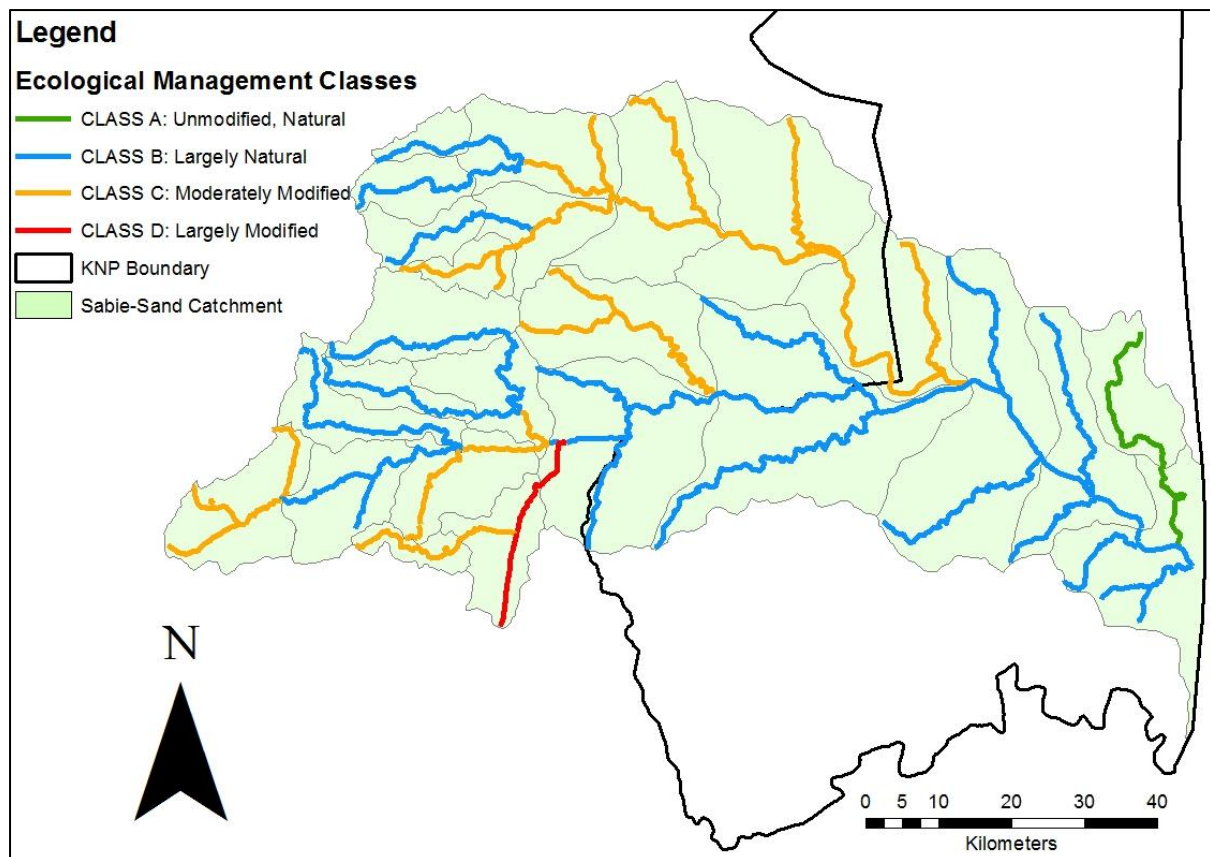 Legend
Ecological Management Classes
CLASS A: Unmodified, Natural
CLASS B: Largely Natural
CLASS C: Moderately Modified
CLASS D: Largely Modified
KNP Boundary
Sabie-Sand Catchment
N
0 5 10 20 30 40
Kilometers